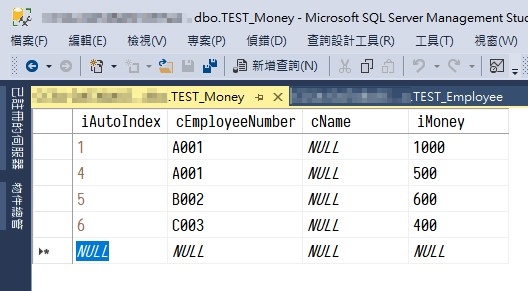 .dbo.TEST_Money - Microsoft SQL Server Management Stu
檔案(F) 編輯(E) 檢視(V) 專案(P) 偵錯(D) 查詢設計工具(R) 工具(T) 視窗(W)
新增查詢(N)
.TEST_Money .TEST_Employee
已註冊的伺服器
物件總管
iAutoIndex cEmployeeNumber cName iMoney
1 A001 NULL 1000
4 A001 NULL 500
5 B002 NULL 600
6 C003 NULL 400
NULL NULL NULL NULL